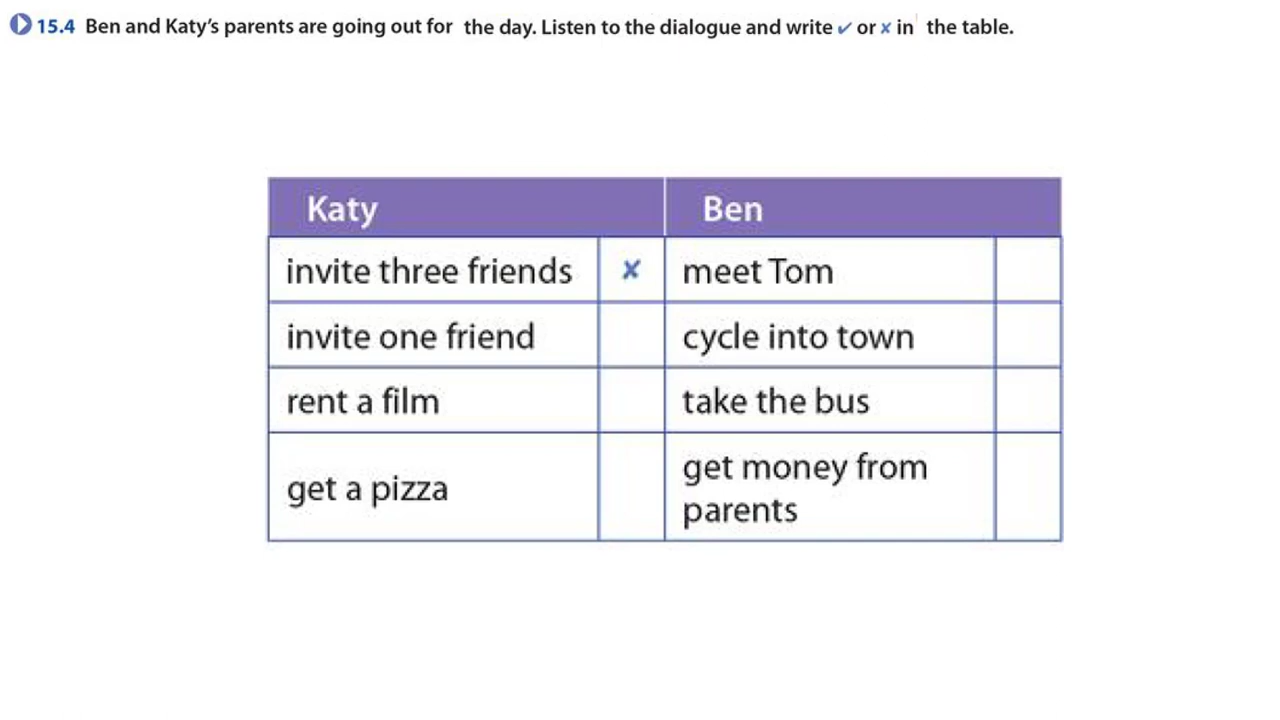 15.4 Ben and Katy's parents are going out for the day. Listen to the dialogue and write ✔ or ✘ in the table.
Katy Ben
invite three friends ✘ meet Tom
invite one friend cycle into town
rent a film take the bus
get a pizza get money from
parents